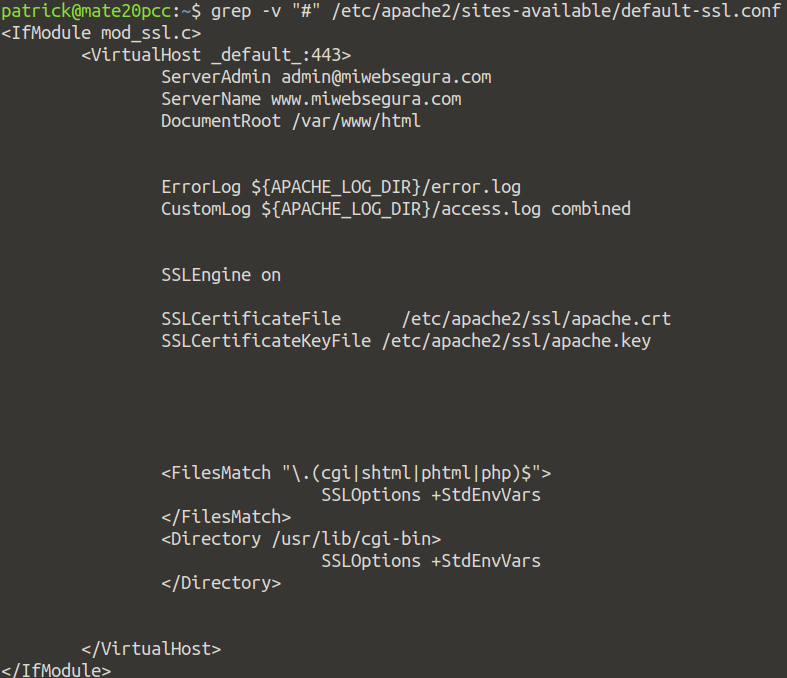 patrick@mate20pcc:~$ grep -v "#" /etc/apache2/sites-available/default-ssl.conf
<IfModule mod_ssl.c>
        <VirtualHost _default_:443>
                ServerAdmin admin@miwebsegura.com
                ServerName www.miwebsegura.com
                DocumentRoot /var/www/html
                ErrorLog ${APACHE_LOG_DIR}/error.log
                CustomLog ${APACHE_LOG_DIR}/access.log combined
                SSLEngine on
                SSLCertificateFile      /etc/apache2/ssl/apache.crt
                SSLCertificateKeyFile /etc/apache2/ssl/apache.key
                <FilesMatch "\.(cgi|shtml|phtml|php)$">
                                SSLOptions +StdEnvVars
                </FilesMatch>
                <Directory /usr/lib/cgi-bin>
                                SSLOptions +StdEnvVars
                </Directory>
        </VirtualHost>
</IfModule>